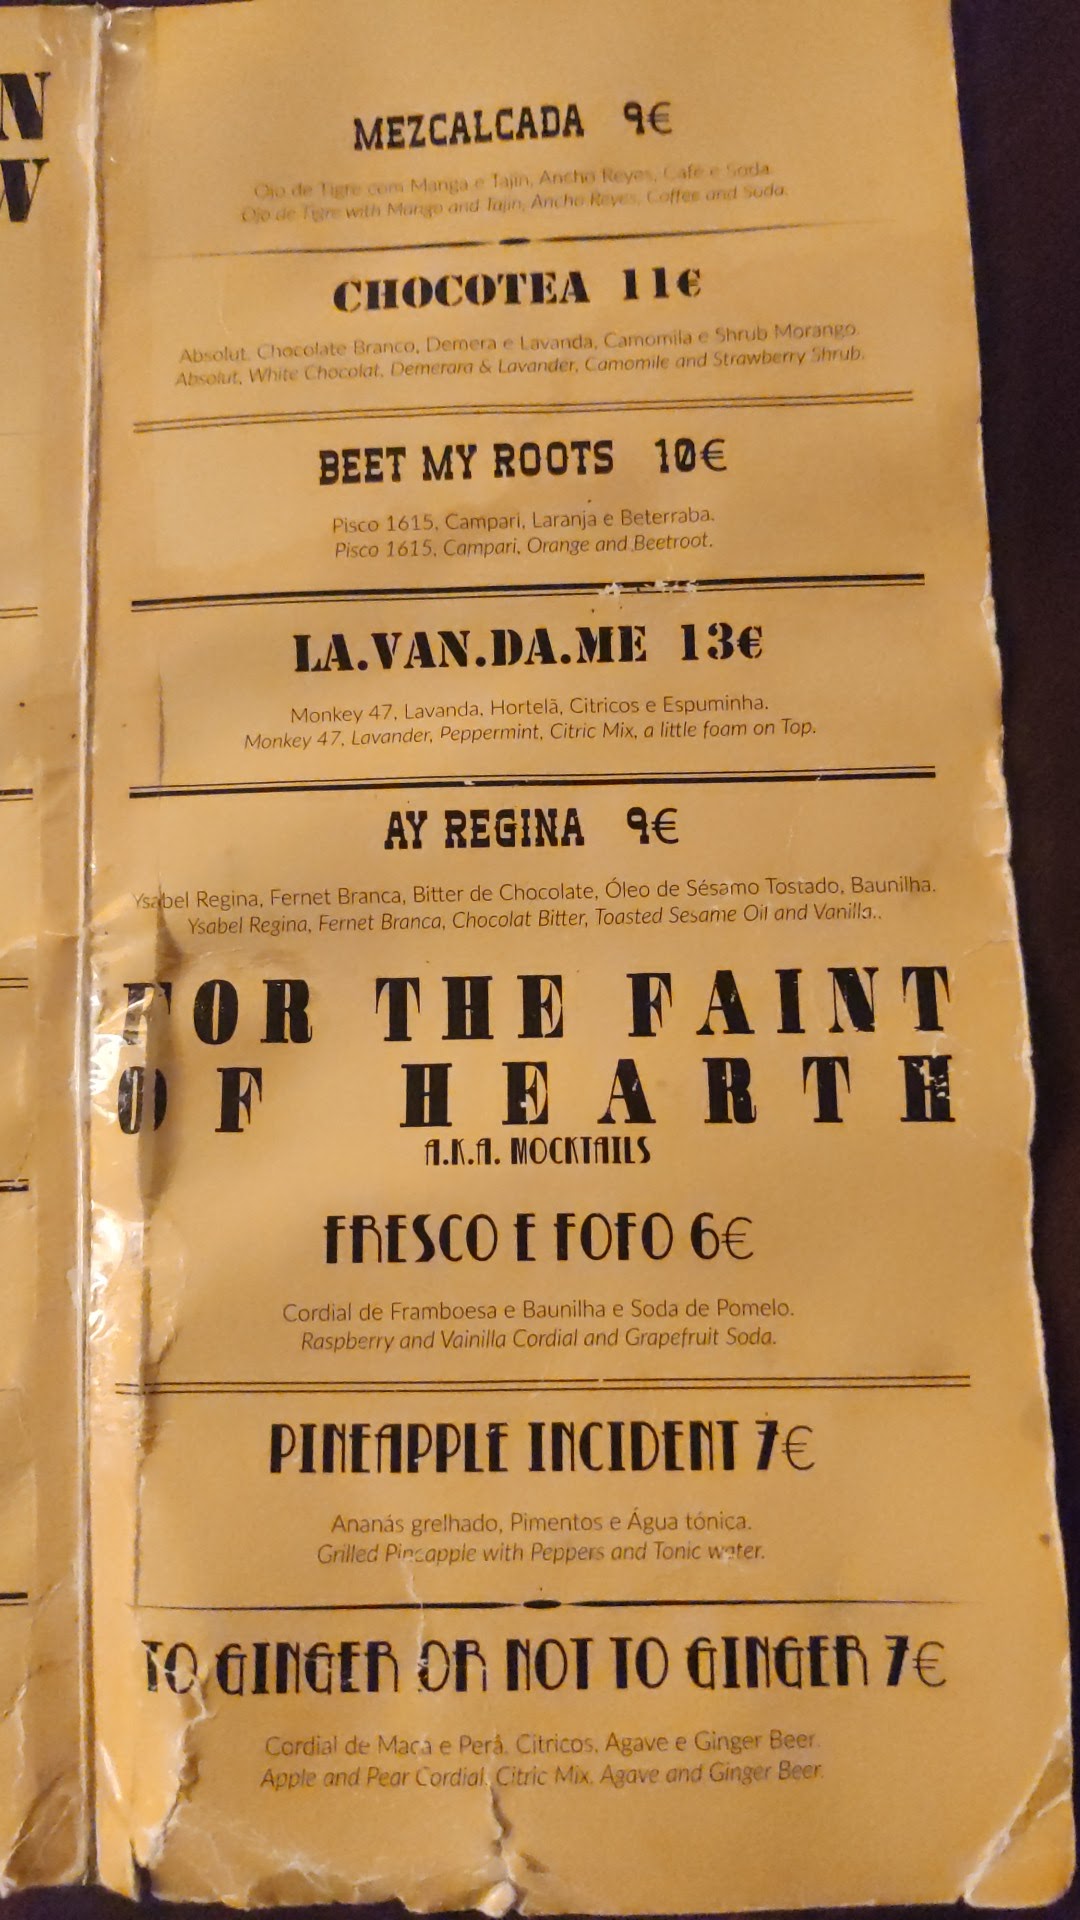 N
W
MEZCALCADA 9€
Ojo de Tigre com Manga e Tajin, Ancho Reyes, Café e Soda.
Ojo de Tigre with Mango and Tajin, Ancho Reyes, Coffee and Soda.
CHOCOTEA 11€
Absolut, Chocolate Branco, Demera e Lavanda, Camomila e Shrub Morango.
Absolut, White Chocolat, Demerara & Lavander, Camomile and Strawberry Shrub.
BEET MY ROOTS 10€
Pisco 1615, Campari, Laranja e Beterraba.
Pisco 1615, Campari, Orange and Beetroot.
LA.VAN.DA.ME 13€
Monkey 47, Lavanda, Hortelã, Citricos e Espuminha.
Monkey 47, Lavander, Peppermint, Citric Mix, a little foam on Top.
AY REGINA 9€
Ysabel Regina, Fernet Branca, Bitter de Chocolate, Óleo de Sésamo Tostado, Baunilha.
Ysabel Regina, Fernet Branca, Chocolat Bitter, Toasted Sesame Oil and Vanilla..
FOR THE FAINT
OF HEARTH
A.K.A. MOCKTAILS
FRESCO E FOFO 6€
Cordial de Framboesa e Baunilha e Soda de Pomelo.
Raspberry and Vainilla Cordial and Grapefruit Soda.
PINEAPPLE INCIDENT 7€
Ananás grelhado, Pimentos e Água tónica.
Grilled Pineapple with Peppers and Tonic water.
TO GINGER OR NOT TO GINGER 7€
Cordial de Maca e Pera, Citricos, Agave e Ginger Beer.
Apple and Pear Cordial, Citric Mix, Agave and Ginger Beer.